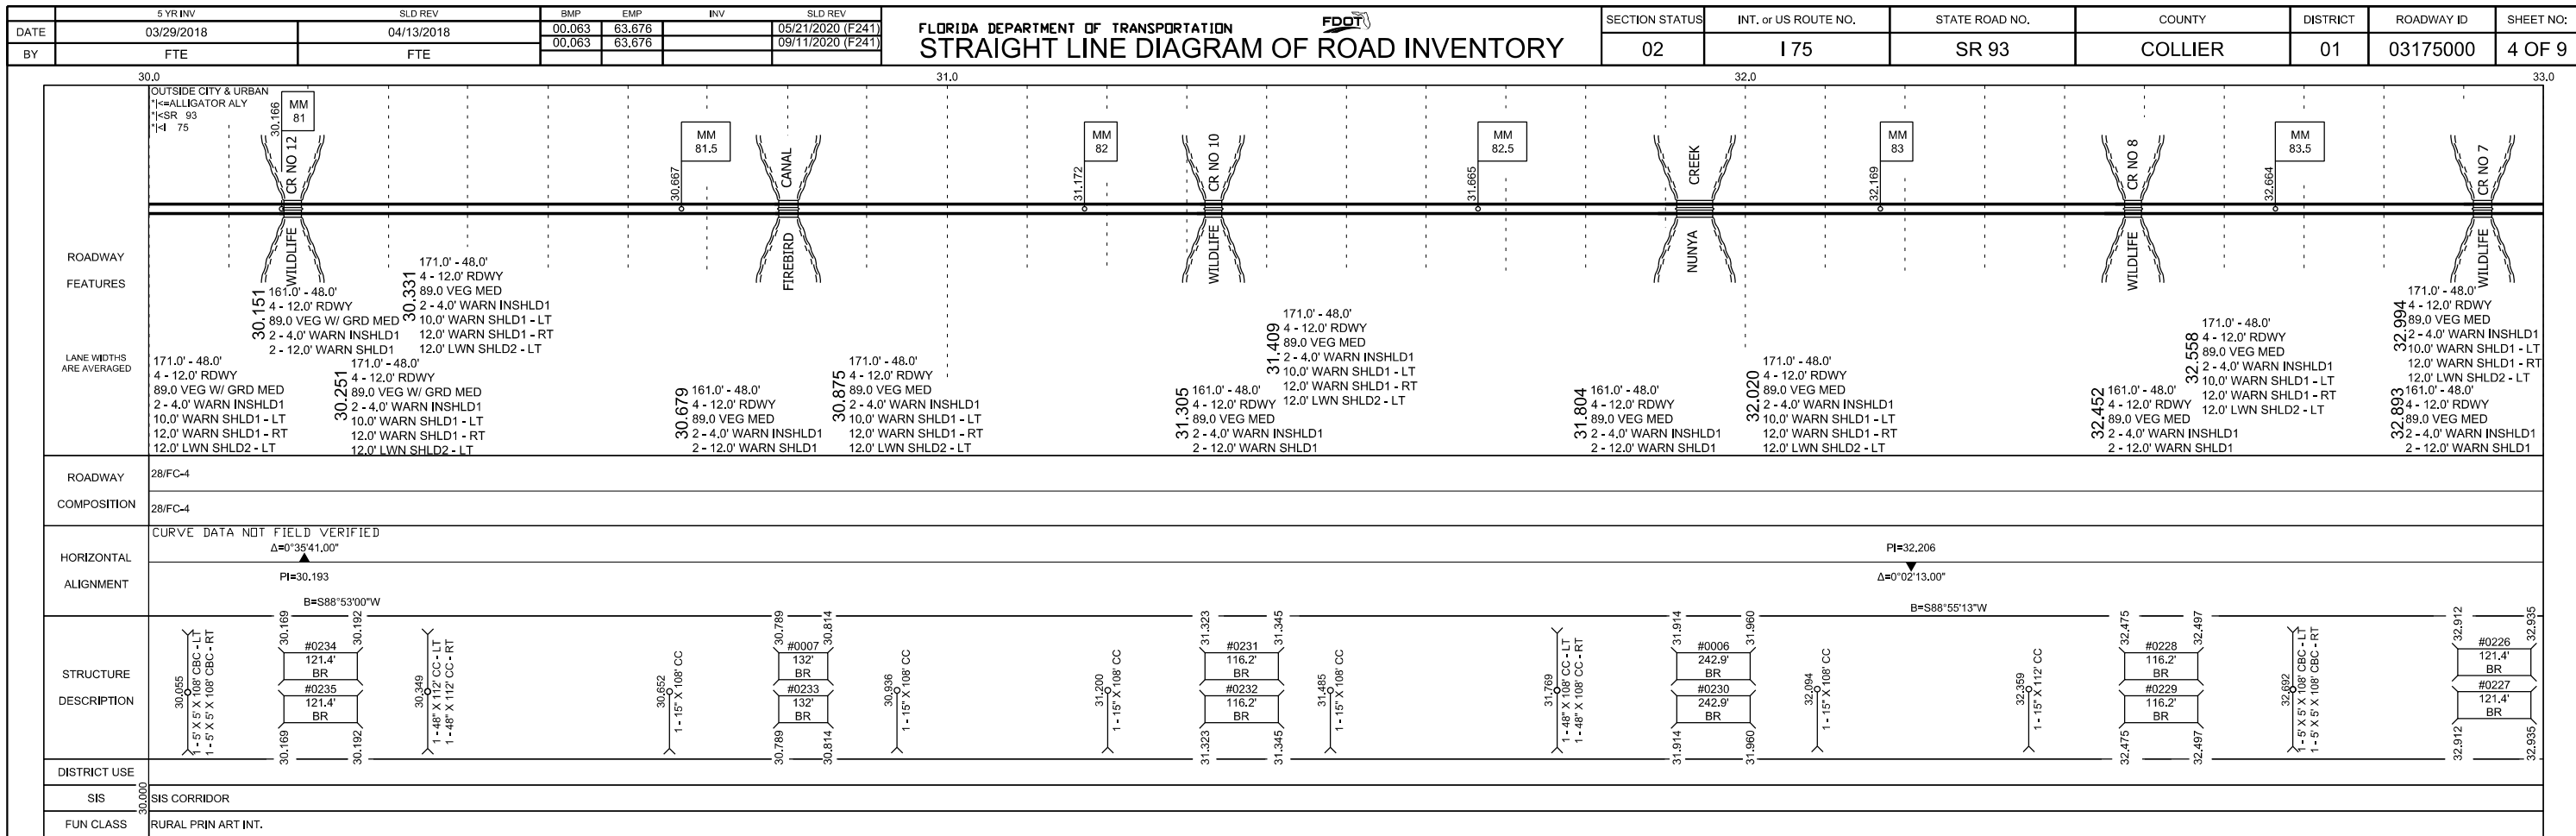 5 YR INV SLD REV BMP EMP INV SLD REV
DATE 03/29/2018 04/13/2018 00.063 63.676 05/21/2020 (F241)
00.063 63.676 09/11/2020 (F241)
BY FTE FTE
FLORIDA DEPARTMENT OF TRANSPORTATION FDOT
STRAIGHT LINE DIAGRAM OF ROAD INVENTORY
SECTION STATUS INT. or US ROUTE NO. STATE ROAD NO. COUNTY DISTRICT ROADWAY ID SHEET NO:
02 I 75 SR 93 COLLIER 01 03175000 4 OF 9
30.0 31.0 32.0 33.0
OUTSIDE CITY & URBAN
*|<=ALLIGATOR ALY
*|<SR 93
*|<I 75
30.166
MM
81
30.667
MM
81.5
31.172
MM
82
31.665
MM
82.5
32.169
MM
83
32.664
MM
83.5
WILDLIFE CR NO 12
FIREBIRD CANAL
WILDLIFE CR NO 10
NUNYA CREEK
WILDLIFE CR NO 8
WILDLIFE CR NO 7
ROADWAY
FEATURES
LANE WIDTHS
ARE AVERAGED
171.0' - 48.0'
4 - 12.0' RDWY
89.0 VEG W/ GRD MED
2 - 4.0' WARN INSHLD1
10.0' WARN SHLD1 - LT
12.0' WARN SHLD1 - RT
12.0' LWN SHLD2 - LT
30.151
161.0' - 48.0'
4 - 12.0' RDWY
89.0 VEG W/ GRD MED
2 - 4.0' WARN INSHLD1
2 - 12.0' WARN SHLD1
30.251
171.0' - 48.0'
4 - 12.0' RDWY
89.0 VEG W/ GRD MED
2 - 4.0' WARN INSHLD1
10.0' WARN SHLD1 - LT
12.0' WARN SHLD1 - RT
12.0' LWN SHLD2 - LT
30.331
171.0' - 48.0'
4 - 12.0' RDWY
89.0 VEG MED
2 - 4.0' WARN INSHLD1
10.0' WARN SHLD1 - LT
12.0' WARN SHLD1 - RT
12.0' LWN SHLD2 - LT
30.679
161.0' - 48.0'
4 - 12.0' RDWY
89.0 VEG MED
2 - 4.0' WARN INSHLD1
2 - 12.0' WARN SHLD1
30.875
171.0' - 48.0'
4 - 12.0' RDWY
89.0 VEG MED
2 - 4.0' WARN INSHLD1
10.0' WARN SHLD1 - LT
12.0' WARN SHLD1 - RT
12.0' LWN SHLD2 - LT
31.305
161.0' - 48.0'
4 - 12.0' RDWY
89.0 VEG MED
2 - 4.0' WARN INSHLD1
2 - 12.0' WARN SHLD1
31.409
171.0' - 48.0'
4 - 12.0' RDWY
89.0 VEG MED
2 - 4.0' WARN INSHLD1
10.0' WARN SHLD1 - LT
12.0' WARN SHLD1 - RT
12.0' LWN SHLD2 - LT
31.804
161.0' - 48.0'
4 - 12.0' RDWY
89.0 VEG MED
2 - 4.0' WARN INSHLD1
2 - 12.0' WARN SHLD1
32.020
171.0' - 48.0'
4 - 12.0' RDWY
89.0 VEG MED
2 - 4.0' WARN INSHLD1
10.0' WARN SHLD1 - LT
12.0' WARN SHLD1 - RT
12.0' LWN SHLD2 - LT
32.452
161.0' - 48.0'
4 - 12.0' RDWY
89.0 VEG MED
2 - 4.0' WARN INSHLD1
2 - 12.0' WARN SHLD1
32.558
171.0' - 48.0'
4 - 12.0' RDWY
89.0 VEG MED
2 - 4.0' WARN INSHLD1
10.0' WARN SHLD1 - LT
12.0' WARN SHLD1 - RT
12.0' LWN SHLD2 - LT
32.893
161.0' - 48.0'
4 - 12.0' RDWY
89.0 VEG MED
2 - 4.0' WARN INSHLD1
2 - 12.0' WARN SHLD1
32.994
171.0' - 48.0'
4 - 12.0' RDWY
89.0 VEG MED
2 - 4.0' WARN INSHLD1
10.0' WARN SHLD1 - LT
12.0' WARN SHLD1 - RT
12.0' LWN SHLD2 - LT
ROADWAY
COMPOSITION
28/FC-4
28/FC-4
HORIZONTAL
ALIGNMENT
CURVE DATA NOT FIELD VERIFIED
Δ=0°35'41.00"
PI=30.193
B=S88°53'00"W
PI=32.206
Δ=0°02'13.00"
B=S88°55'13"W
STRUCTURE
DESCRIPTION
30.055
1 - 5' X 5' X 108' CBC - LT
1 - 5' X 5' X 108' CBC - RT
30.169 30.192
#0234
121.4'
BR
#0235
121.4'
BR
30.169 30.192
30.349
1 - 48" X 112' CC - LT
1 - 48" X 112' CC - RT
30.652
1 - 15" X 108' CC
30.789 30.814
#0007
132'
BR
#0233
132'
BR
30.789 30.814
30.936
1 - 15" X 108' CC
31.200
1 - 15" X 108' CC
31.323 31.345
#0231
116.2'
BR
#0232
116.2'
BR
31.323 31.345
31.485
1 - 15" X 108' CC
31.769
1 - 48" X 108' CC - LT
1 - 48" X 108' CC - RT
31.914 31.960
#0006
242.9'
BR
#0230
242.9'
BR
31.914 31.960
32.094
1 - 15" X 108' CC
32.359
1 - 15" X 112' CC
32.475 32.497
#0228
116.2'
BR
#0229
116.2'
BR
32.475 32.497
32.692
1 - 5' X 5' X 108' CBC - LT
1 - 5' X 5' X 108' CBC - RT
32.912 32.935
#0226
121.4'
BR
#0227
121.4'
BR
32.912 32.935
DISTRICT USE
SIS 30.000 SIS CORRIDOR
FUN CLASS RURAL PRIN ART INT.